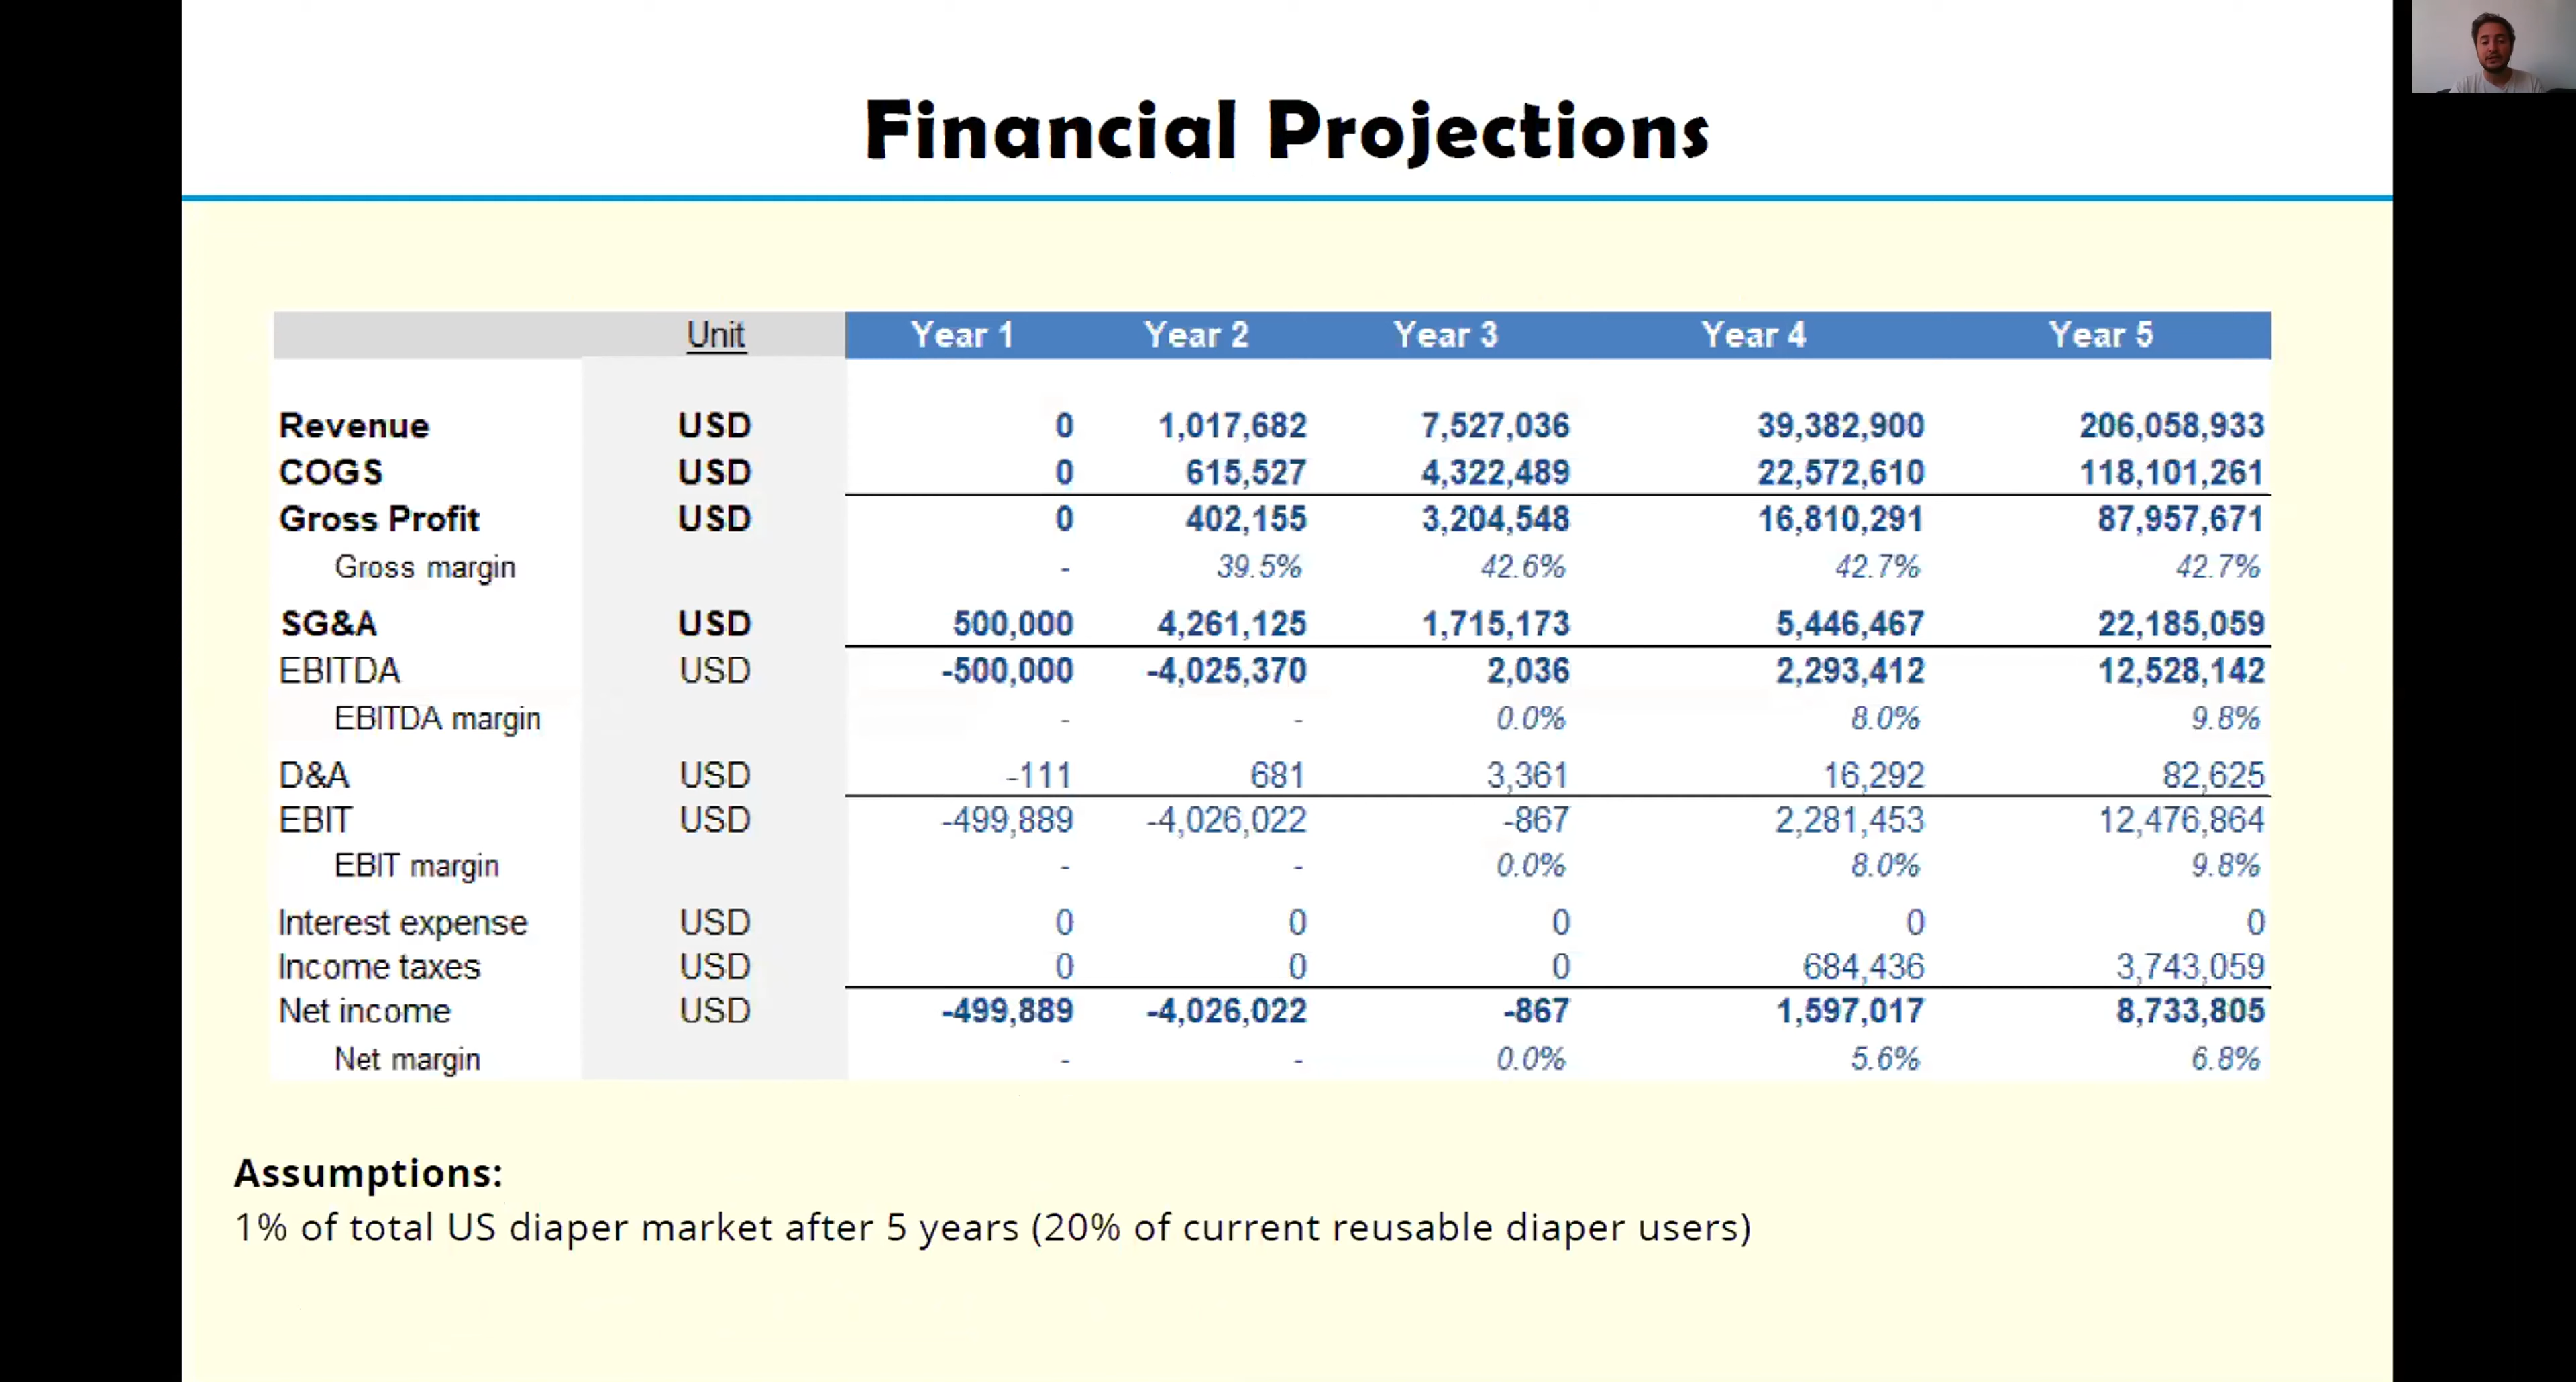 Financial Projections
Unit Year 1 Year 2 Year 3 Year 4 Year 5
Revenue USD 0 1,017,682 7,527,036 39,382,900 206,058,933
COGS USD 0 615,527 4,322,489 22,572,610 118,101,261
Gross Profit USD 0 402,155 3,204,548 16,810,291 87,957,671
Gross margin - 39.5% 42.6% 42.7% 42.7%
SG&A USD 500,000 4,261,125 1,715,173 5,446,467 22,185,059
EBITDA USD -500,000 -4,025,370 2,036 2,293,412 12,528,142
EBITDA margin - - 0.0% 8.0% 9.8%
D&A USD -111 681 3,361 16,292 82,625
EBIT USD -499,889 -4,026,022 -867 2,281,453 12,476,864
EBIT margin - - 0.0% 8.0% 9.8%
Interest expense USD 0 0 0 0 0
Income taxes USD 0 0 0 684,436 3,743,059
Net income USD -499,889 -4,026,022 -867 1,597,017 8,733,805
Net margin - - 0.0% 5.6% 6.8%
Assumptions:
1% of total US diaper market after 5 years (20% of current reusable diaper users)